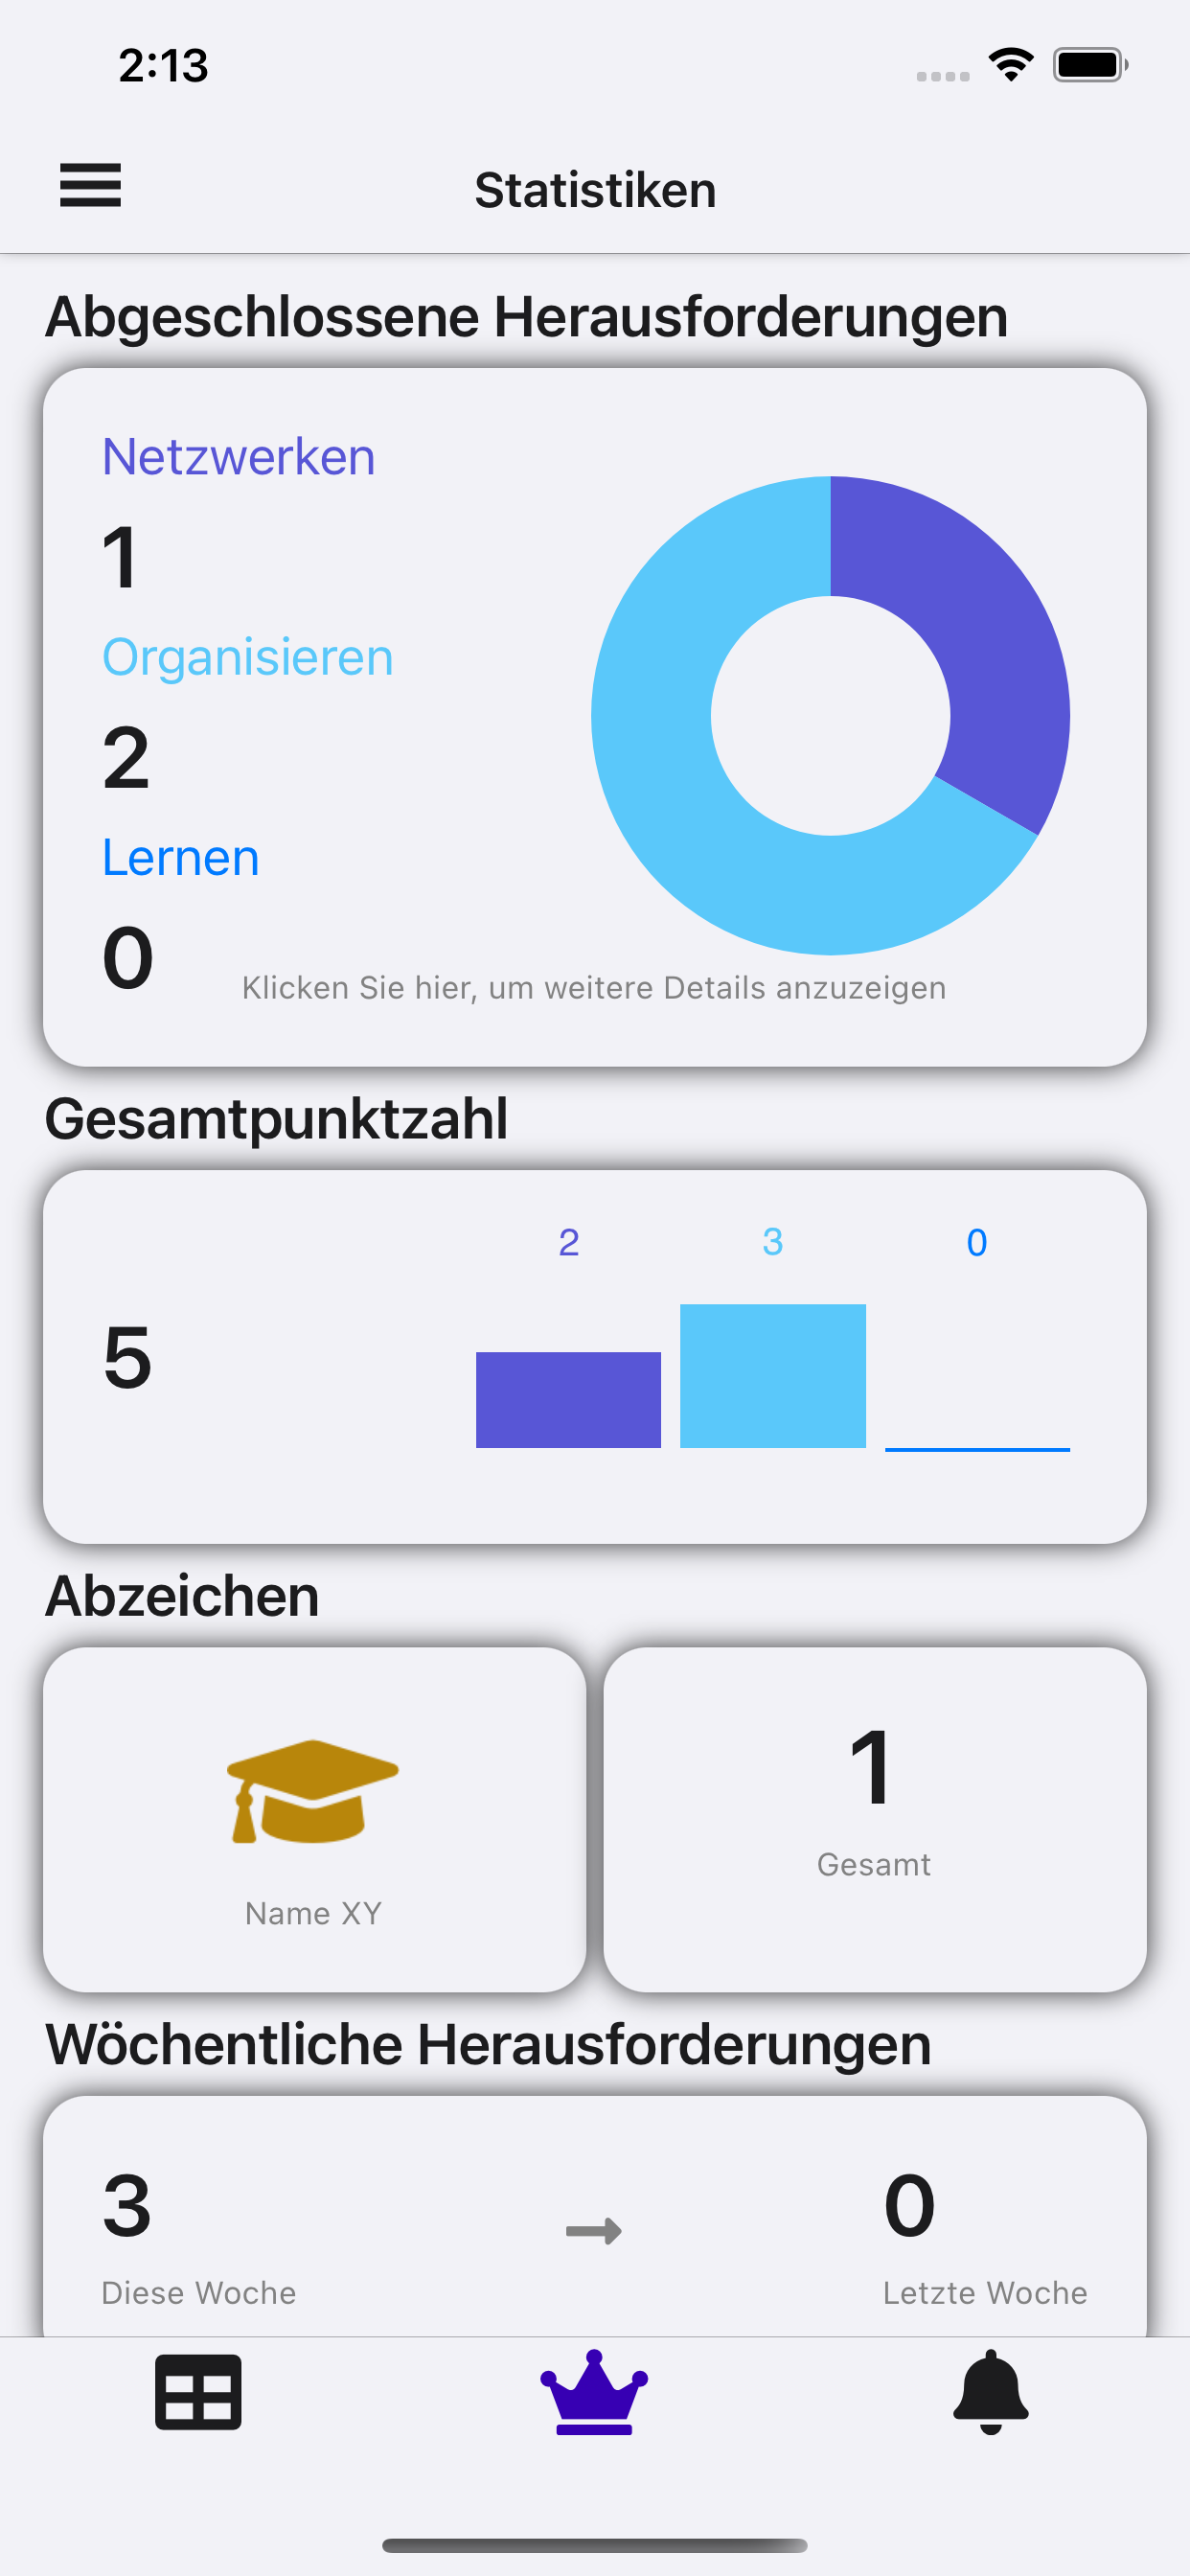 2:13
Statistiken
Abgeschlossene Herausforderungen
Netzwerken
1
Organisieren
2
Lernen
0
Klicken Sie hier, um weitere Details anzuzeigen
Gesamtpunktzahl
2 3 0
5
Abzeichen
Name XY
1
Gesamt
Wöchentliche Herausforderungen
3 0
Diese Woche Letzte Woche